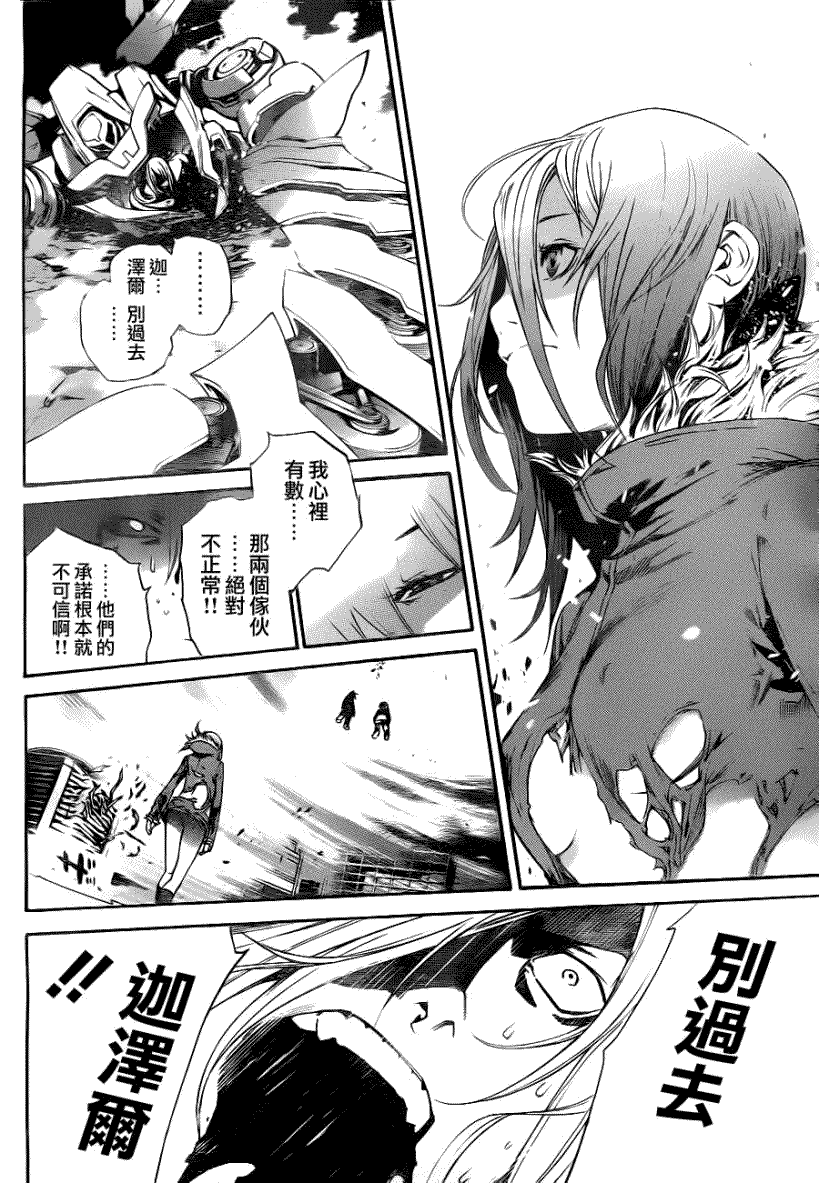 ………
迦…
澤爾 別過去
……
我心裡
有數……
那兩個傢伙
……絕對
不正常!!
……他們的
承諾根本就
不可信啊!!
別過去
迦澤爾
!!